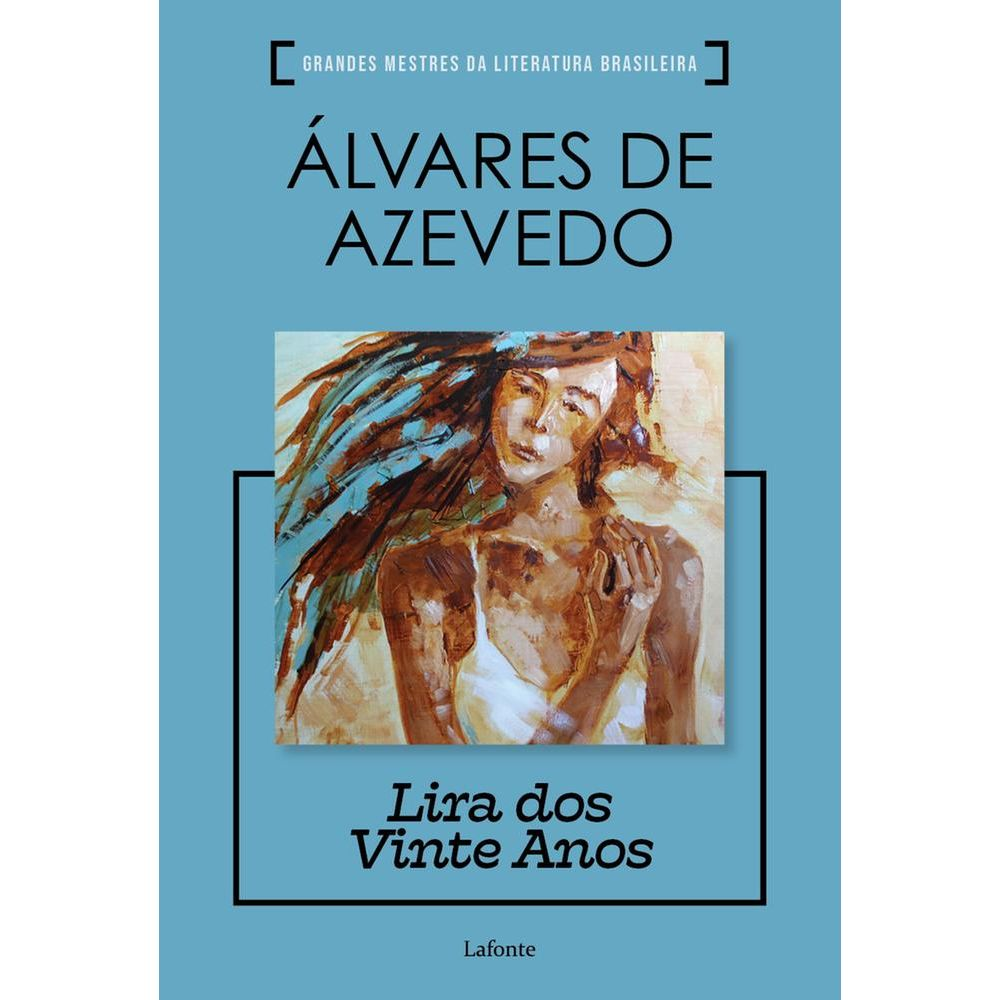 GRANDES MESTRES DA LITERATURA BRASILEIRA
ÁLVARES DE
AZEVEDO
Lira dos
Vinte Anos
Lafonte